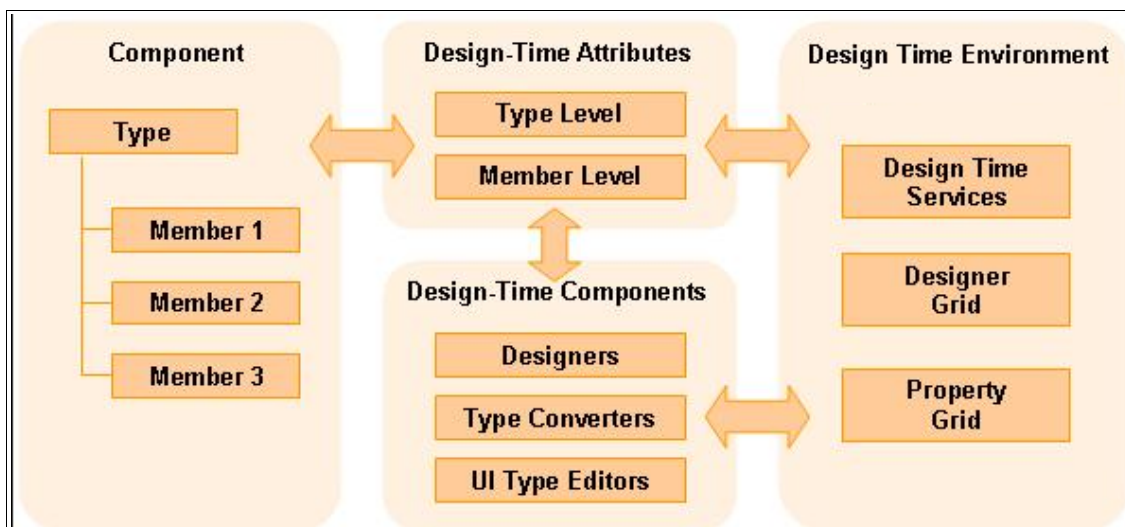 Component
Type
Member 1
Member 2
Member 3
Design-Time Attributes
Type Level
Member Level
Design-Time Components
Designers
Type Converters
UI Type Editors
Design Time Environment
Design Time
Services
Designer
Grid
Property
Grid